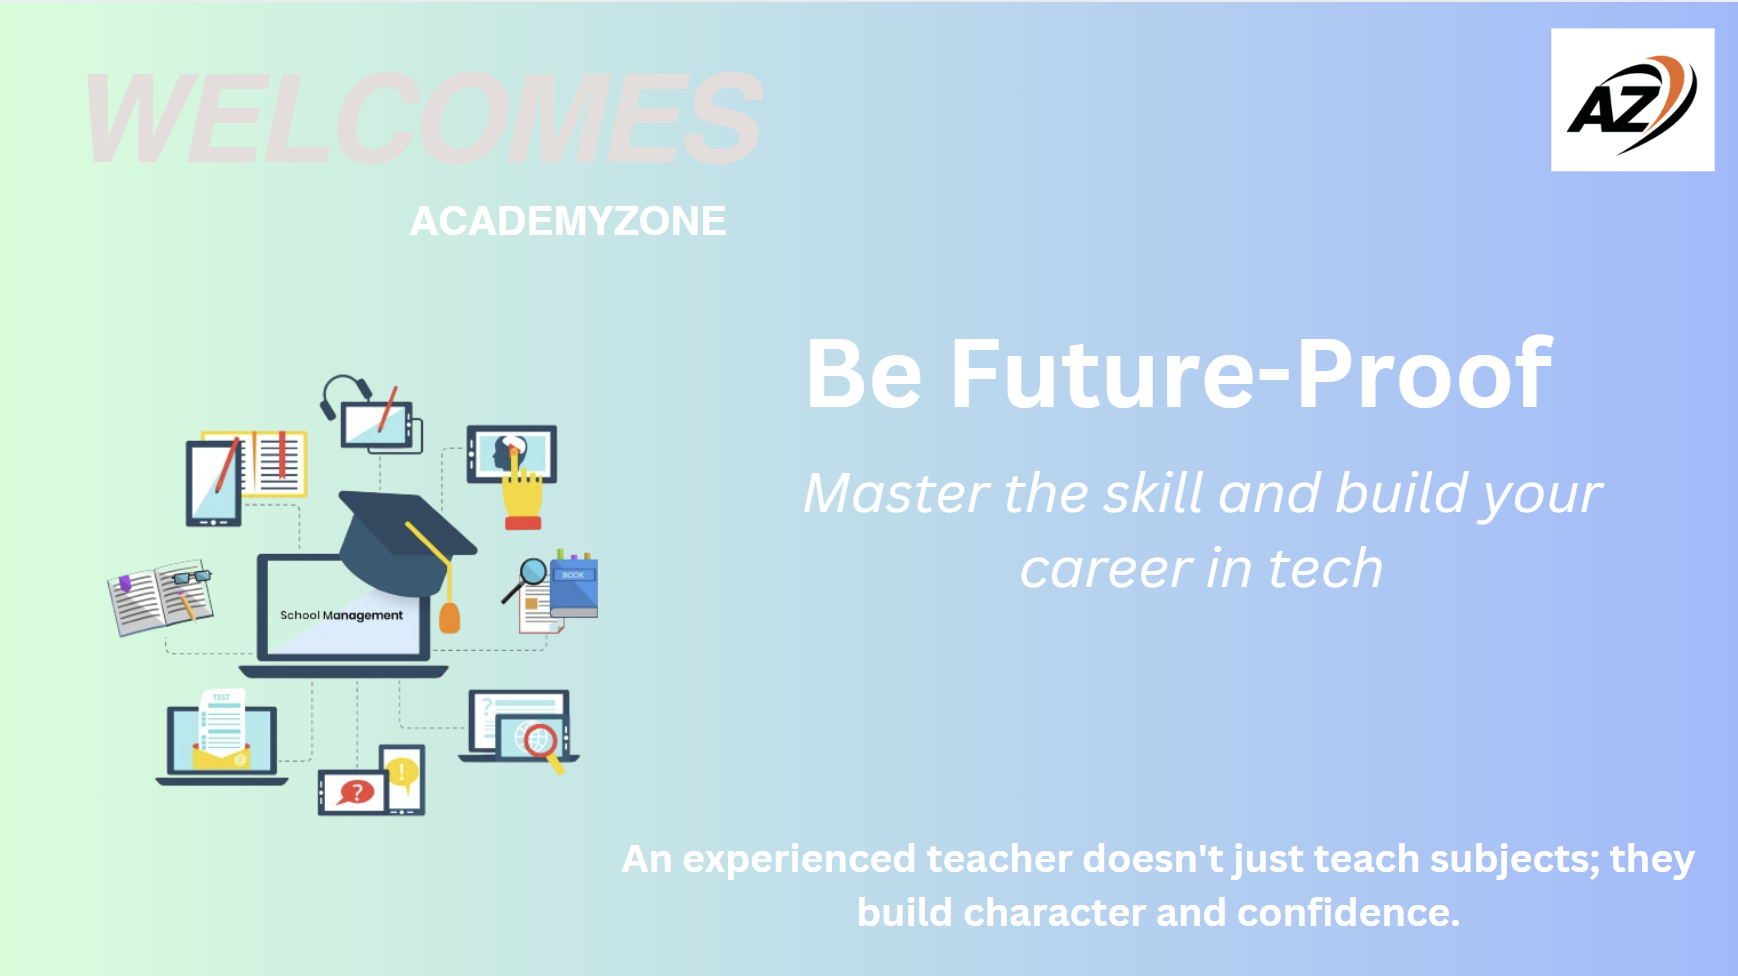 WELCOMES
AZ
ACADEMYZONE
Be Future-Proof
Master the skill and build your
career in tech
BOOK
School Management
TEST
?
@
?
!
An experienced teacher doesn't just teach subjects; they
build character and confidence.